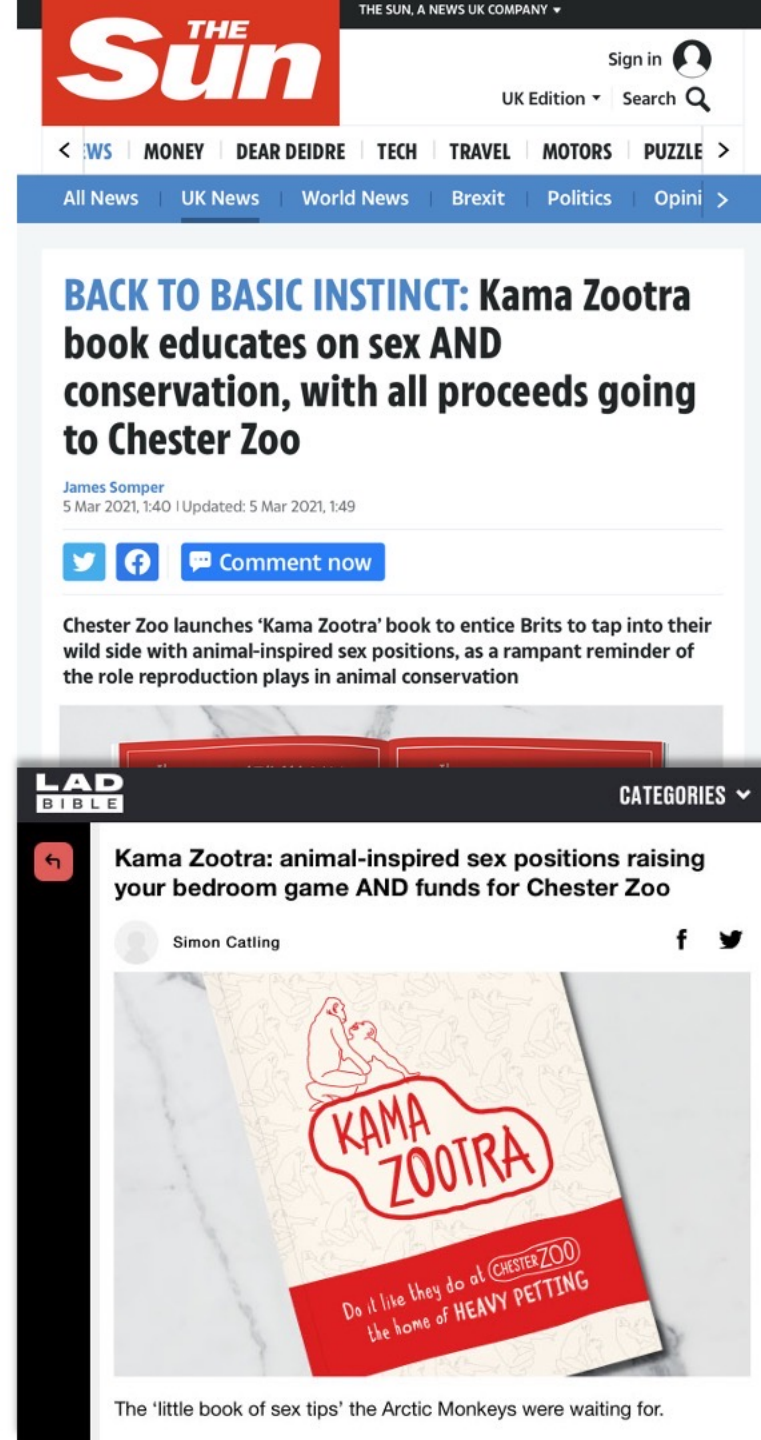 THE SUN, A NEWS UK COMPANY
THE
Sun
Sign in
UK Edition
Search
EWS
MONEY
DEAR DEIDRE
TECH
TRAVEL
MOTORS
PUZZLE
All News
UK News
World News
Brexit
Politics
Opini
BACK TO BASIC INSTINCT: Kama Zootra
book educates on sex AND
conservation, with all proceeds going
to Chester Zoo
James Somper
5 Mar 2021, 1:40 | Updated: 5 Mar 2021, 1:49
Comment now
Chester Zoo launches ‘Kama Zootra’ book to entice Brits to tap into their
wild side with animal-inspired sex positions, as a rampant reminder of
the role reproduction plays in animal conservation
LAD
BIBLE
CATEGORIES
Kama Zootra: animal-inspired sex positions raising
your bedroom game AND funds for Chester Zoo
Simon Catling
KAMA
ZOOTRA
Do it like they do at CHESTER ZOO
the home of HEAVY PETTING
The ‘little book of sex tips’ the Arctic Monkeys were waiting for.